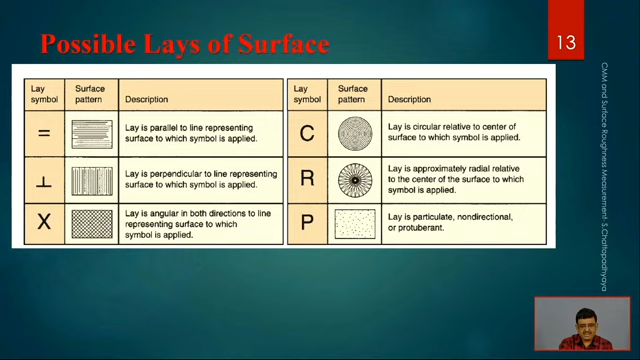 Possible Lays of Surface
13
Lay symbol
Surface pattern
Description
=
Lay is parallel to line representing
surface to which symbol is applied.
⊥
Lay is perpendicular to line representing
surface to which symbol is applied.
X
Lay is angular in both directions to line
representing surface to which
symbol is applied.
Lay symbol
Surface pattern
Description
C
Lay is circular relative to center of
surface to which symbol is applied.
R
Lay is approximately radial relative
to the center of the surface to which
symbol is applied.
P
Lay is particulate, nondirectional,
or protuberant.
CMM and Surface Roughness Measurement- S.Chattopadhyaya